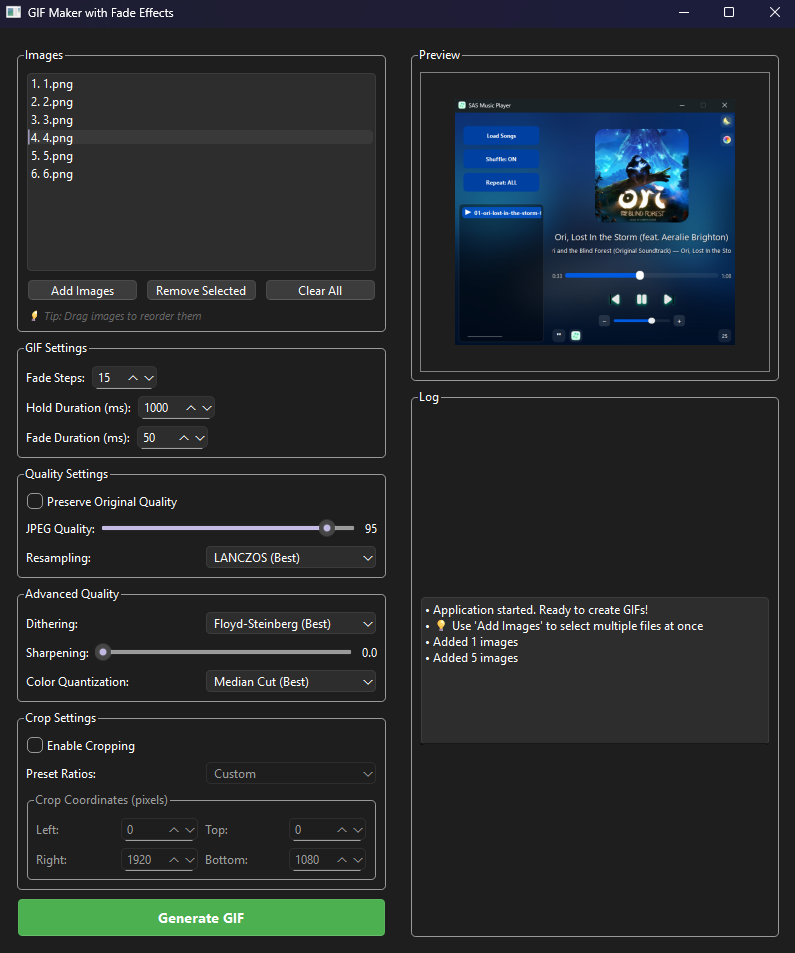 GIF Maker with Fade Effects
Images
1. 1.png
2. 2.png
3. 3.png
4. 4.png
5. 5.png
6. 6.png
Add Images
Remove Selected
Clear All
Tip: Drag images to reorder them
GIF Settings
Fade Steps: 15
Hold Duration (ms): 1000
Fade Duration (ms): 50
Quality Settings
Preserve Original Quality
JPEG Quality: 95
Resampling: LANCZOS (Best)
Advanced Quality
Dithering: Floyd-Steinberg (Best)
Sharpening: 0.0
Color Quantization: Median Cut (Best)
Crop Settings
Enable Cropping
Preset Ratios: Custom
Crop Coordinates (pixels)
Left: 0 Top: 0
Right: 1920 Bottom: 1080
Generate GIF
Preview
SAS Music Player
Load Songs
Shuffle: ON
Repeat: ALL
01-ori-lost-in-the-storm-
ori
AND THE BLIND FOREST
Ori, Lost In the Storm (feat. Aeralie Brighton)
ri and the Blind Forest (Original Soundtrack) — Ori, Lost In the Sto
0:33
1:08
25
Log
• Application started. Ready to create GIFs!
• 💡 Use 'Add Images' to select multiple files at once
• Added 1 images
• Added 5 images